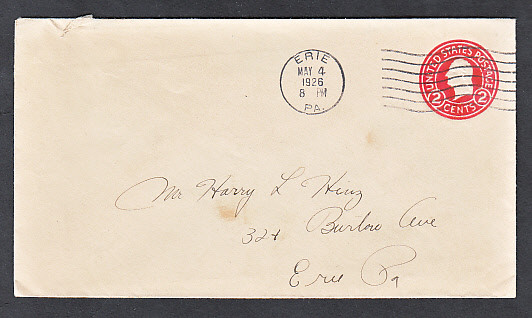 ERIE
MAY 4
1926
8 PM
PA.
UNITED STATES POSTAGE
2 CENTS 2
Mr Harry L Hinz
324 Burton Ave
Erie Pa